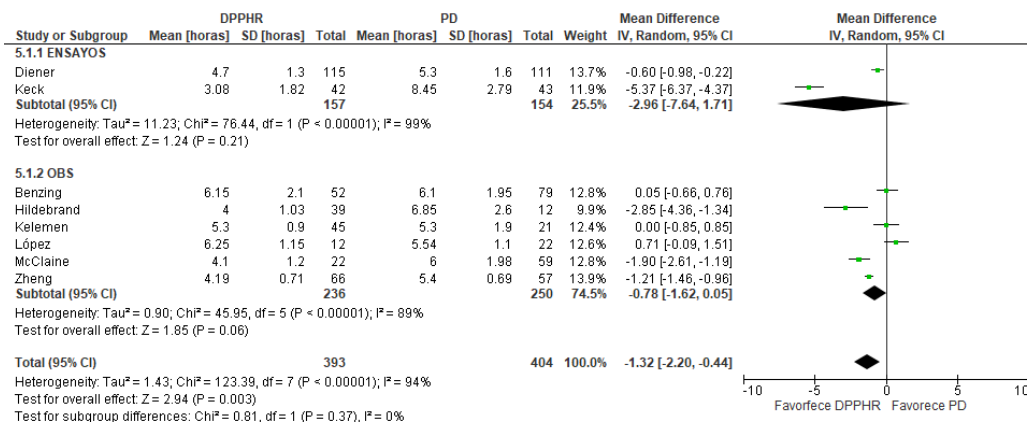 DPPHR PD Mean Difference Mean Difference
Study or Subgroup Mean [horas] SD [horas] Total Mean [horas] SD [horas] Total Weight IV, Random, 95% CI IV, Random, 95% CI
5.1.1 ENSAYOS
Diener 4.7 1.3 115 5.3 1.6 111 13.7% -0.60 [-0.98, -0.22]
Keck 3.08 1.82 42 8.45 2.79 43 11.9% -5.37 [-6.37, -4.37]
Subtotal (95% CI) 157 154 25.5% -2.96 [-7.64, 1.71]
Heterogeneity: Tau² = 11.23; Chi² = 76.44, df = 1 (P < 0.00001); I² = 99%
Test for overall effect: Z = 1.24 (P = 0.21)
5.1.2 OBS
Benzing 6.15 2.1 52 6.1 1.95 79 12.8% 0.05 [-0.66, 0.76]
Hildebrand 4 1.03 39 6.85 2.6 12 9.9% -2.85 [-4.36, -1.34]
Kelemen 5.3 0.9 45 5.3 1.9 21 12.4% 0.00 [-0.85, 0.85]
López 6.25 1.15 12 5.54 1.1 22 12.6% 0.71 [-0.09, 1.51]
McClaine 4.1 1.2 22 6 1.98 59 12.8% -1.90 [-2.61, -1.19]
Zheng 4.19 0.71 66 5.4 0.69 57 13.9% -1.21 [-1.46, -0.96]
Subtotal (95% CI) 236 250 74.5% -0.78 [-1.62, 0.05]
Heterogeneity: Tau² = 0.90; Chi² = 45.95, df = 5 (P < 0.00001); I² = 89%
Test for overall effect: Z = 1.85 (P = 0.06)
Total (95% CI) 393 404 100.0% -1.32 [-2.20, -0.44]
Heterogeneity: Tau² = 1.43; Chi² = 123.39, df = 7 (P < 0.00001); I² = 94%
Test for overall effect: Z = 2.94 (P = 0.003)
Test for subgroup differences: Chi² = 0.81, df = 1 (P = 0.37), I² = 0%
-10 -5 0 5 10
Favorfece DPPHR Favorece PD